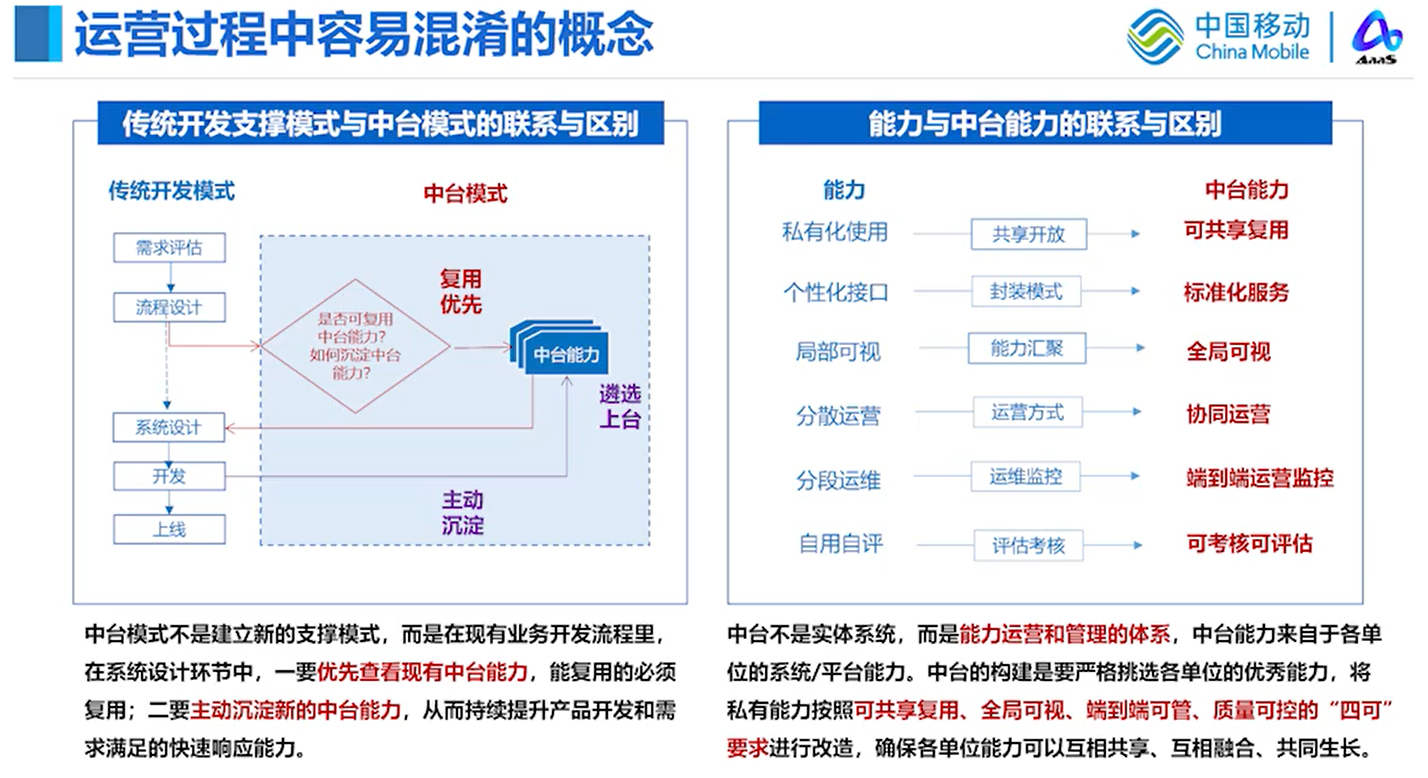 运营过程中容易混淆的概念
中国移动
China Mobile
AaaS
传统开发支撑模式与中台模式的联系与区别
传统开发模式
中台模式
需求评估
流程设计
系统设计
开发
上线
是否可复用
中台能力?
如何沉淀中台
能力?
复用
优先
中台能力
遴选
上台
主动
沉淀
中台模式不是建立新的支撑模式，而是在现有业务开发流程里，
在系统设计环节中，一要优先查看现有中台能力，能复用的必须
复用；二要主动沉淀新的中台能力，从而持续提升产品开发和需
求满足的快速响应能力。
能力与中台能力的联系与区别
能力
中台能力
私有化使用 共享开放 可共享复用
个性化接口 封装模式 标准化服务
局部可视 能力汇聚 全局可视
分散运营 运营方式 协同运营
分段运维 运维监控 端到端运营监控
自用自评 评估考核 可考核可评估
中台不是实体系统，而是能力运营和管理的体系，中台能力来自于各单
位的系统/平台能力。中台的构建是要严格挑选各单位的优秀能力，将
私有能力按照可共享复用、全局可视、端到端可管、质量可控的“四可”
要求进行改造，确保各单位能力可以互相共享、互相融合、共同生长。